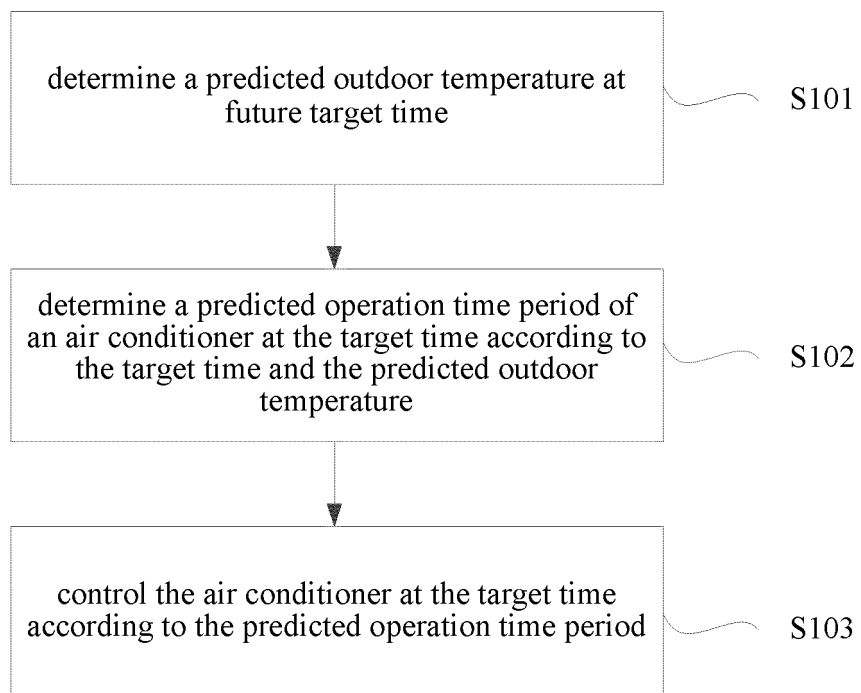 determine a predicted outdoor temperature at
future target time
S101
determine a predicted operation time period of
an air conditioner at the target time according to
the target time and the predicted outdoor
temperature
S102
control the air conditioner at the target time
according to the predicted operation time period
S103